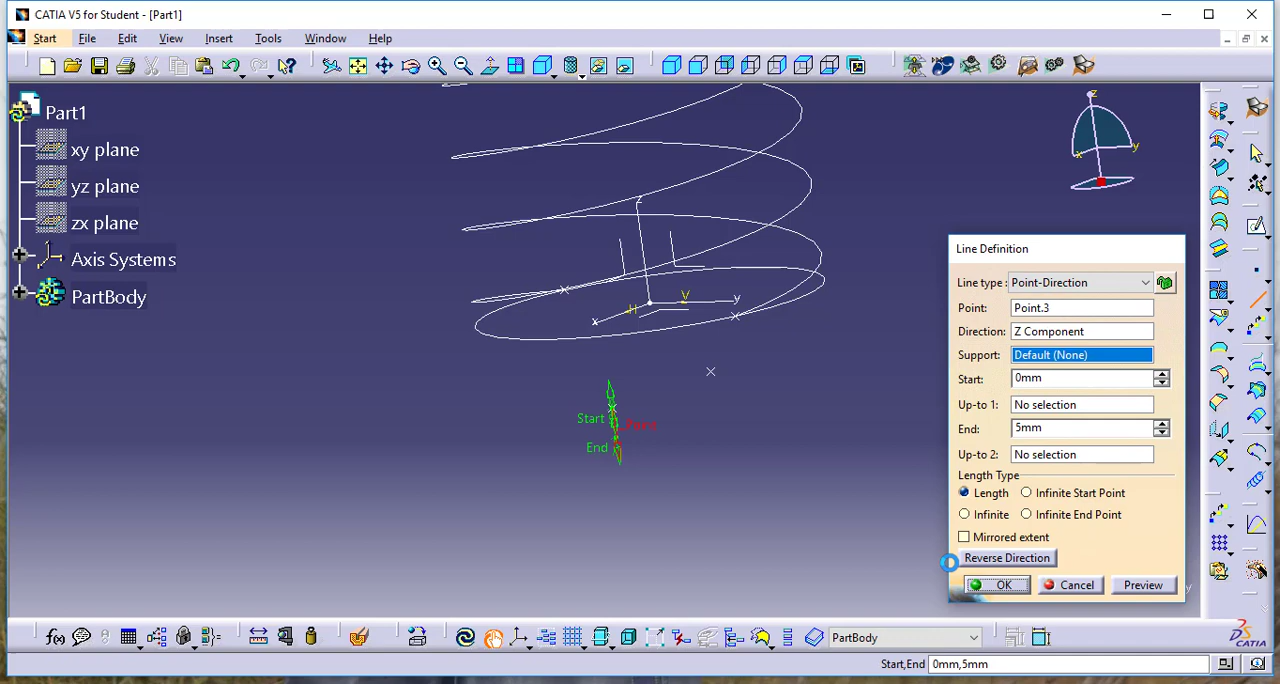 CATIA V5 for Student - [Part1]
Start File Edit View Insert Tools Window Help
Part1
xy plane
yz plane
zx plane
Axis Systems
PartBody
z
y
x
z
V
y
H
x
Start
Point
End
Line Definition
Line type : Point-Direction
Point: Point.3
Direction: Z Component
Support: Default (None)
Start: 0mm
Up-to 1: No selection
End: 5mm
Up-to 2: No selection
Length Type
Length Infinite Start Point
Infinite Infinite End Point
Mirrored extent
Reverse Direction
OK Cancel Preview
y
f(x) PartBody
CATIA
Start,End 0mm,5mm